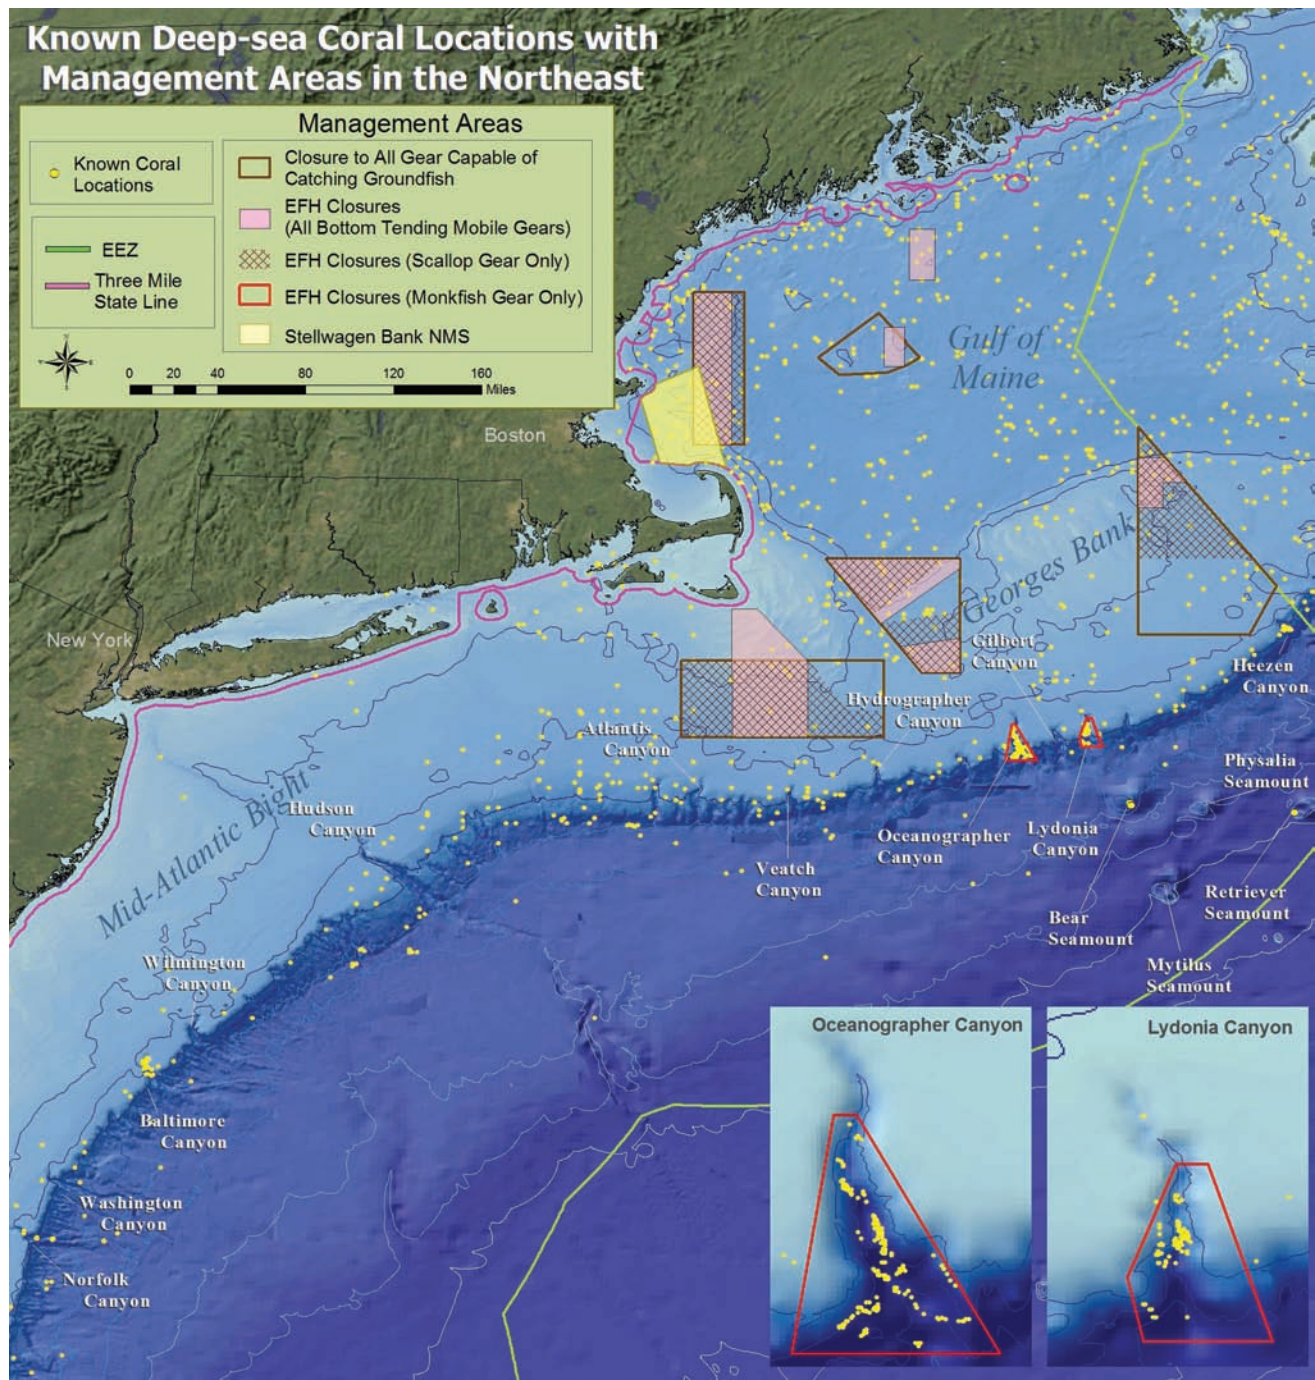 Known Deep-sea Coral Locations with
Management Areas in the Northeast
Management Areas
Known Coral
Locations
EEZ
Three Mile
State Line
Closure to All Gear Capable of
Catching Groundfish
EFH Closures
(All Bottom Tending Mobile Gears)
EFH Closures (Scallop Gear Only)
EFH Closures (Monkfish Gear Only)
Stellwagen Bank NMS
0 20 40 80 120 160
Miles
Gulf of
Maine
Boston
Georges Bank
New York
Gilbert
Canyon
Heezen
Canyon
Hydrographer
Canyon
Atlantis
Canyon
Physalia
Seamount
Mid-Atlantic Bight
Hudson
Canyon
Oceanographer
Canyon
Lydonia
Canyon
Veatch
Canyon
Retriever
Seamount
Bear
Seamount
Mytilus
Seamount
Wilmington
Canyon
Oceanographer Canyon
Lydonia Canyon
Baltimore
Canyon
Washington
Canyon
Norfolk
Canyon